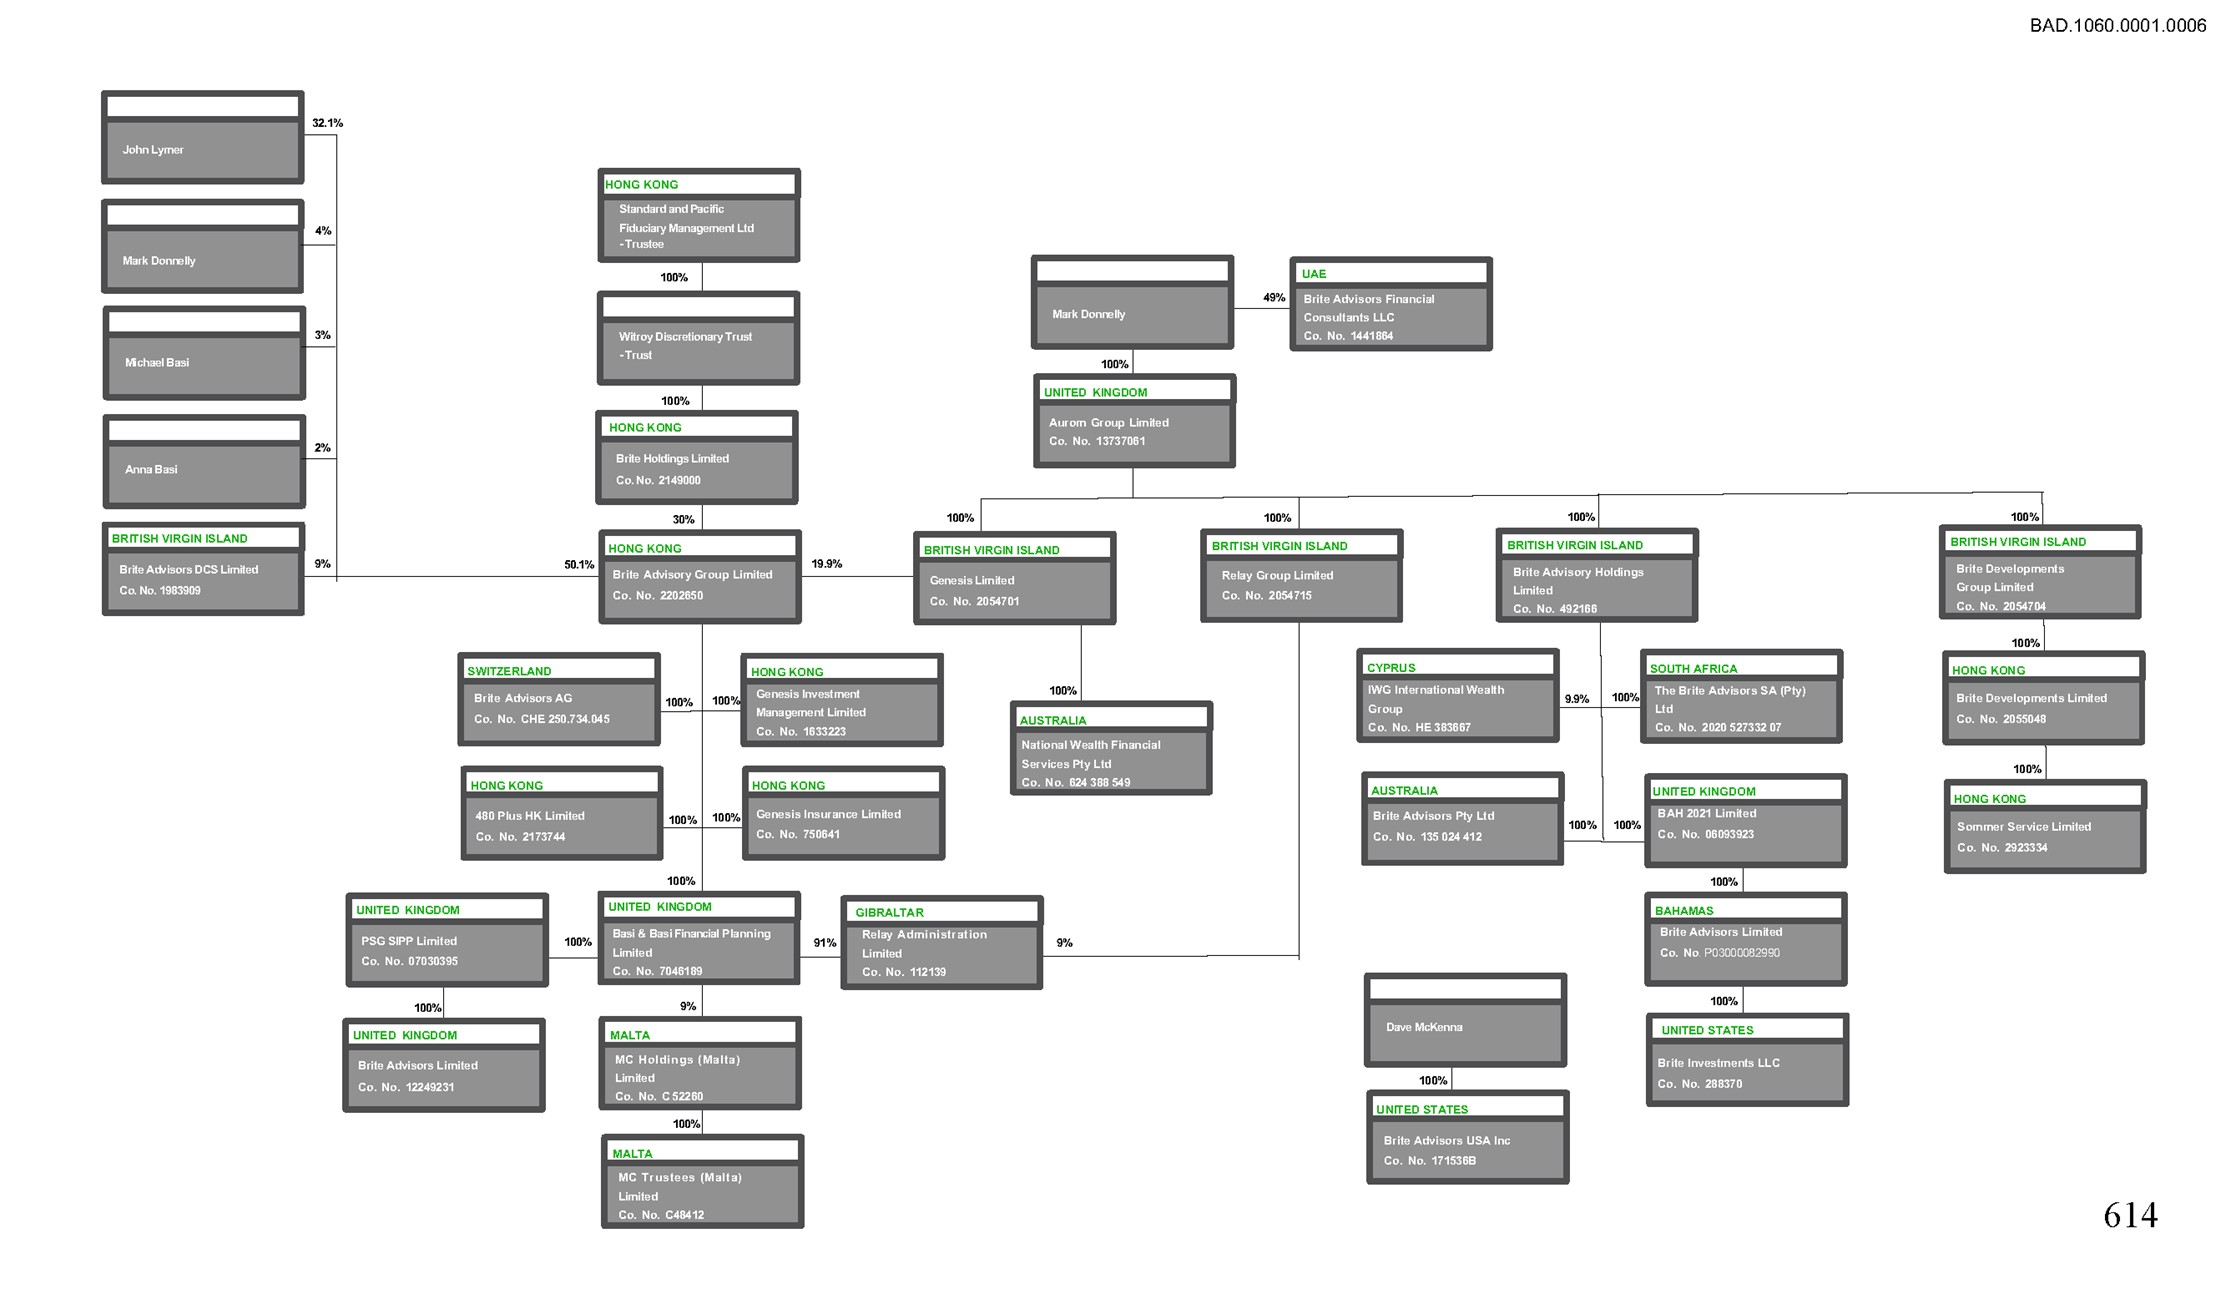 BAD.1060.0001.0006
32.1%
John Lymer
4%
Mark Donnelly
3%
Michael Basi
2%
Anna Basi
BRITISH VIRGIN ISLAND
Brite Advisors DCS Limited
Co. No. 1983909
9%
50.1%
HONG KONG
Standard and Pacific
Fiduciary Management Ltd
- Trustee
100%
Witroy Discretionary Trust
- Trust
100%
HONG KONG
Brite Holdings Limited
Co. No. 2149000
30%
HONG KONG
Brite Advisory Group Limited
Co. No. 2202650
19.9%
Mark Donnelly
49%
UAE
Brite Advisors Financial
Consultants LLC
Co. No. 1441864
100%
UNITED KINGDOM
Aurom Group Limited
Co. No. 13737061
100%
BRITISH VIRGIN ISLAND
Genesis Limited
Co. No. 2054701
100%
BRITISH VIRGIN ISLAND
Relay Group Limited
Co. No. 2054715
100%
BRITISH VIRGIN ISLAND
Brite Advisory Holdings
Limited
Co. No. 492166
100%
BRITISH VIRGIN ISLAND
Brite Developments
Group Limited
Co. No. 2054704
SWITZERLAND
Brite Advisors AG
Co. No. CHE 250.734.045
100%
100%
HONG KONG
Genesis Investment
Management Limited
Co. No. 1633223
HONG KONG
480 Plus HK Limited
Co. No. 2173744
100%
100%
HONG KONG
Genesis Insurance Limited
Co. No. 750641
100%
AUSTRALIA
National Wealth Financial
Services Pty Ltd
Co. No. 624 388 549
CYPRUS
IWG International Wealth
Group
Co. No. HE 383667
9.9%
100%
SOUTH AFRICA
The Brite Advisors SA (Pty)
Ltd
Co. No. 2020 527332 07
AUSTRALIA
Brite Advisors Pty Ltd
Co. No. 135 024 412
100%
100%
UNITED KINGDOM
BAH 2021 Limited
Co. No. 06093923
100%
HONG KONG
Brite Developments Limited
Co. No. 2055048
100%
HONG KONG
Sommer Service Limited
Co. No. 2923334
100%
UNITED KINGDOM
PSG SIPP Limited
Co. No. 07030395
100%
UNITED KINGDOM
Basi & Basi Financial Planning
Limited
Co. No. 7046189
91%
GIBRALTAR
Relay Administration
Limited
Co. No. 112139
9%
100%
BAHAMAS
Brite Advisors Limited
Co. No. P03000082990
100%
UNITED KINGDOM
Brite Advisors Limited
Co. No. 12249231
9%
MALTA
MC Holdings (Malta)
Limited
Co. No. C 52260
100%
MALTA
MC Trustees (Malta)
Limited
Co. No. C48412
Dave McKenna
100%
UNITED STATES
Brite Advisors USA Inc
Co. No. 171536B
100%
UNITED STATES
Brite Investments LLC
Co. No. 288370
614